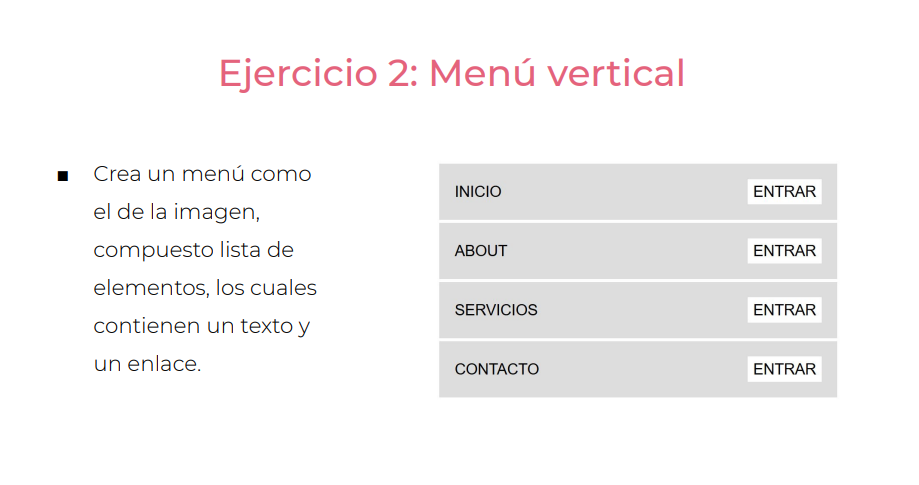 Ejercicio 2: Menú vertical
▪ Crea un menú como
el de la imagen,
compuesto lista de
elementos, los cuales
contienen un texto y
un enlace.
INICIO ENTRAR
ABOUT ENTRAR
SERVICIOS ENTRAR
CONTACTO ENTRAR